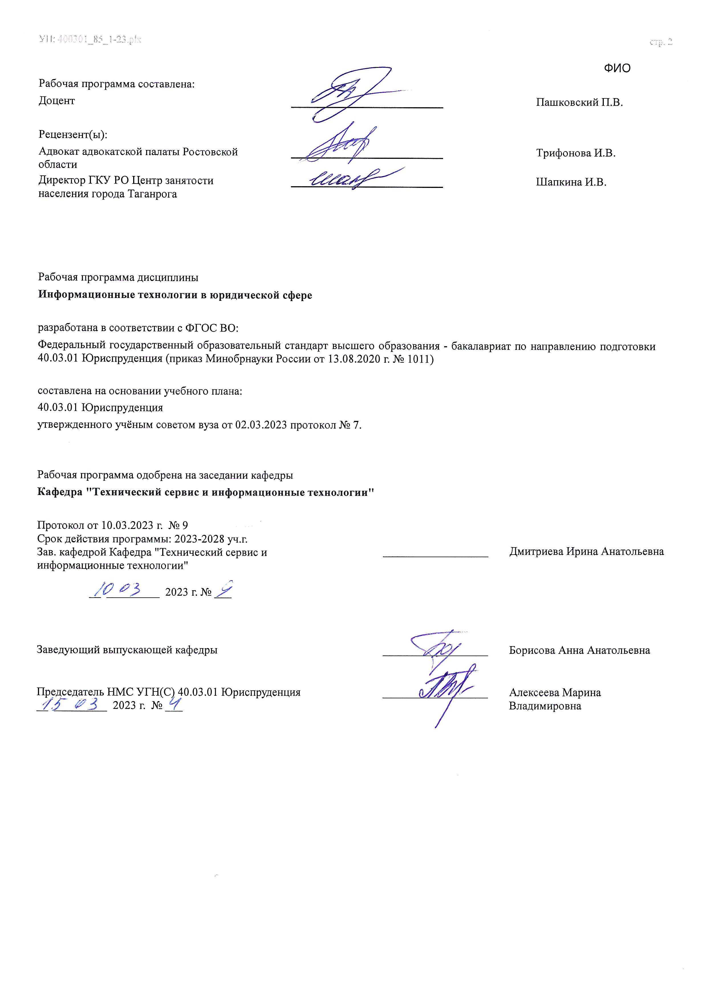 УП: 400301_85_1-23.plx
стр. 2
ФИО
Рабочая программа составлена:
Доцент
Пашковский П.В.
Рецензент(ы):
Адвокат адвокатской палаты Ростовской
области
Трифонова И.В.
Директор ГКУ РО Центр занятости
населения города Таганрога
Шапкина И.В.
Рабочая программа дисциплины
Информационные технологии в юридической сфере
разработана в соответствии с ФГОС ВО:
Федеральный государственный образовательный стандарт высшего образования - бакалавриат по направлению подготовки
40.03.01 Юриспруденция (приказ Минобрнауки России от 13.08.2020 г. № 1011)
составлена на основании учебного плана:
40.03.01 Юриспруденция
утвержденного учёным советом вуза от 02.03.2023 протокол № 7.
Рабочая программа одобрена на заседании кафедры
Кафедра "Технический сервис и информационные технологии"
Протокол от 10.03.2023 г. № 9
Срок действия программы: 2023-2028 уч.г.
Зав. кафедрой Кафедра "Технический сервис и
информационные технологии"
Дмитриева Ирина Анатольевна
10 03 2023 г. № 9
Заведующий выпускающей кафедры
Борисова Анна Анатольевна
Председатель НМС УГН(С) 40.03.01 Юриспруденция
Алексеева Марина
Владимировна
15 03 2023 г. № 4